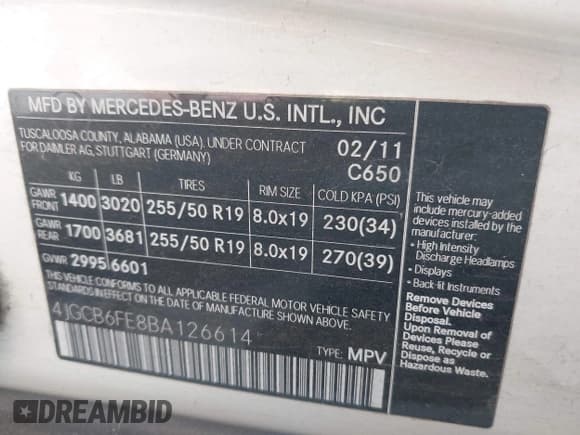 MFD BY MERCEDES-BENZ U.S. INTL., INC
TUSCALOOSA COUNTY, ALABAMA (USA). UNDER CONTRACT
FOR DAIMLER AG, STUTTGART (GERMANY)
02/11
C650
KG LB TIRES RIM SIZE COLD KPA (PSI)
GAWR FRONT 1400 3020 255/50 R19 8.0x19 230(34)
GAWR REAR 1700 3681 255/50 R19 8.0x19 270(39)
GVWR 2995 6601
THIS VEHICLE CONFORMS TO ALL APPLICABLE FEDERAL MOTOR VEHICLE SAFETY
STANDARDS IN EFFECT ON THE DATE OF MANUFACTURE SHOWN ABOVE.
4JGCB6FE8BA126614
TYPE: MPV
This vehicle may
include mercury-added
devices installed by the
manufacturer:
• High Intensity
Discharge Headlamps
• Displays
• Back-lit Instruments
Remove Devices
Before Vehicle
Disposal.
Upon Removal of
Devices Please
Reuse, Recycle or
Dispose as
Hazardous Waste.
DREAMBID